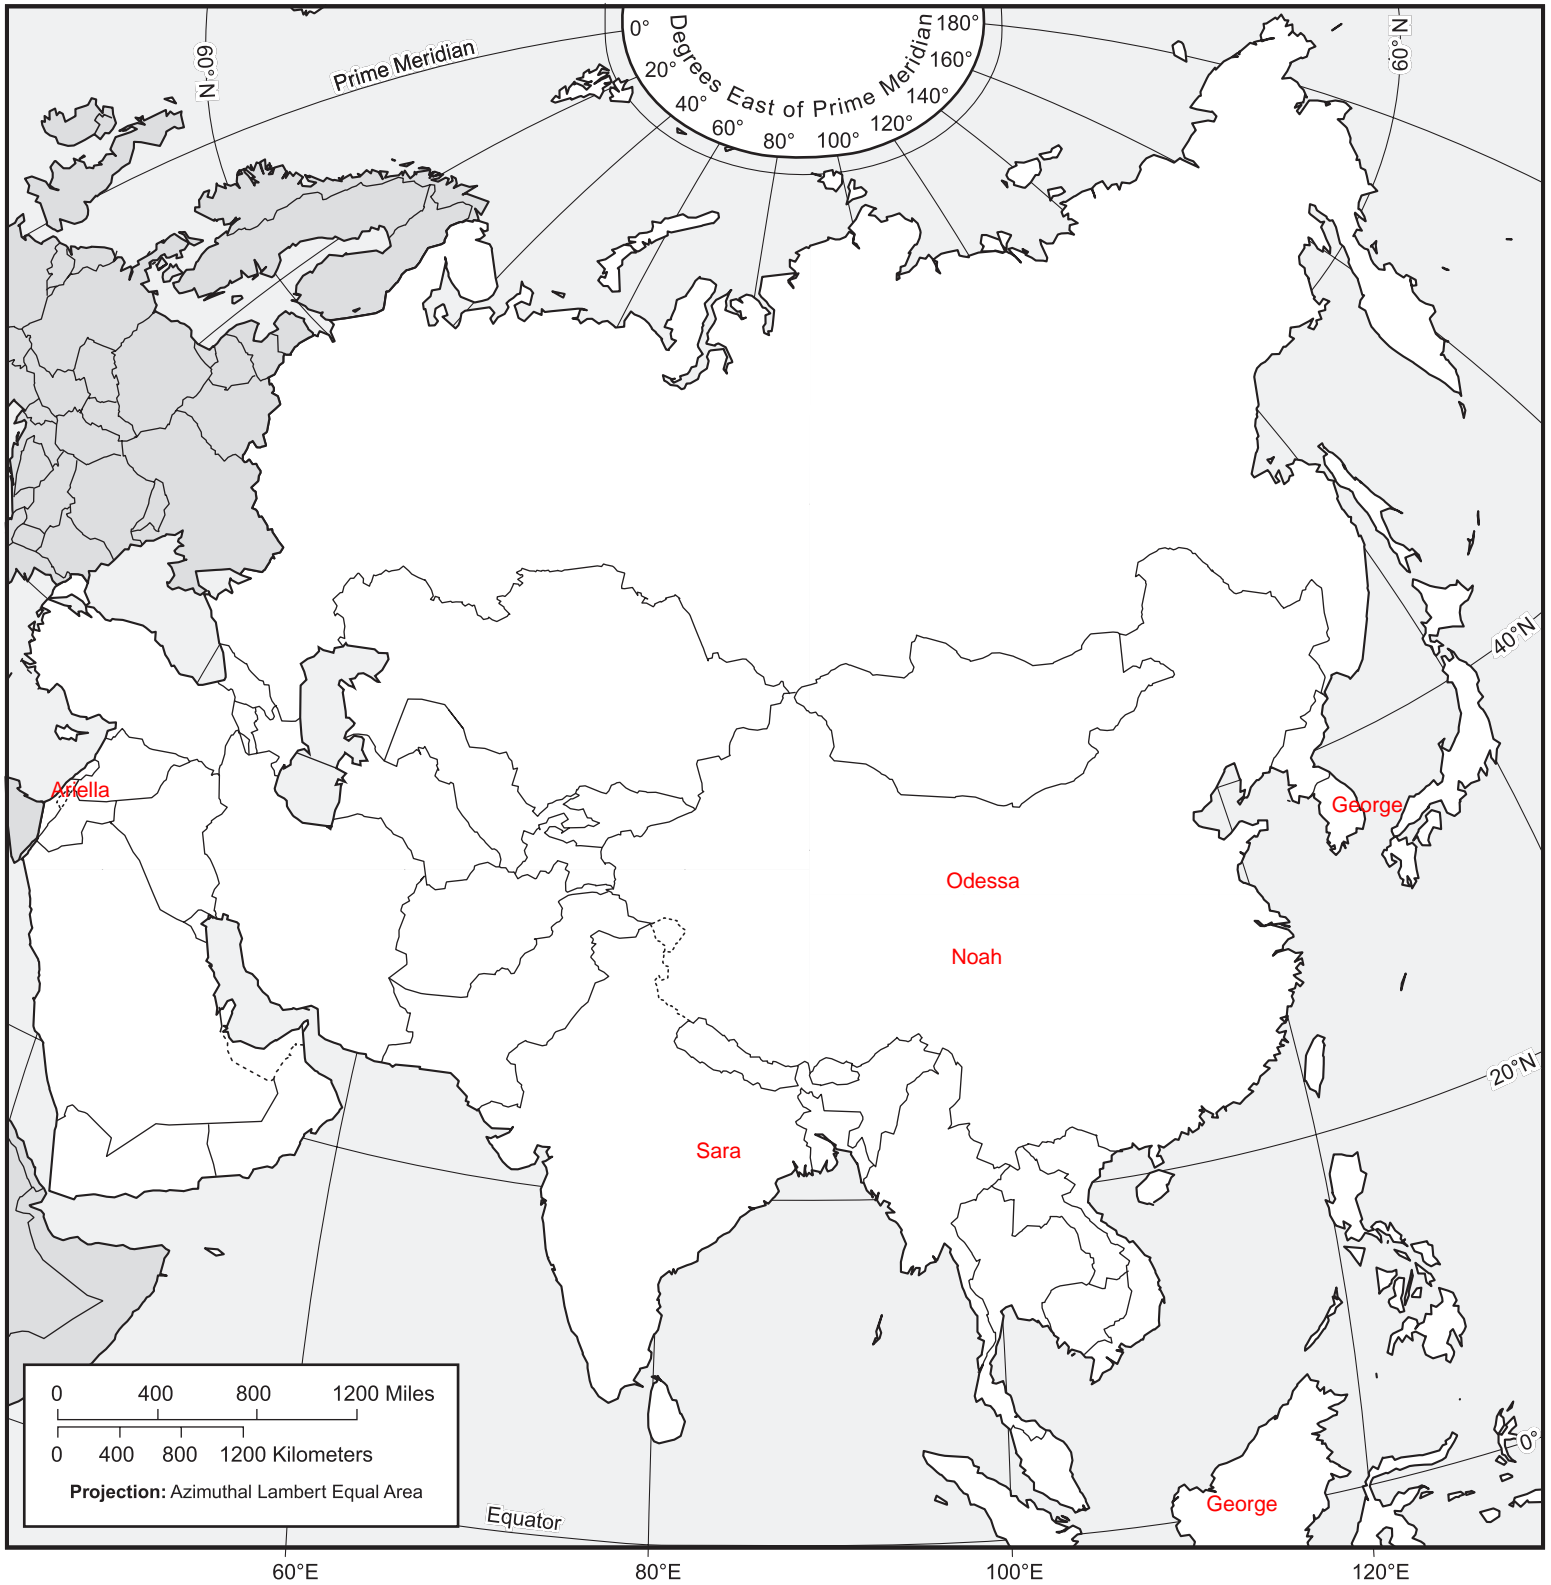 60°N
Prime Meridian
0°
20°
40°
60°
80°
100°
120°
140°
160°
180°
Degrees East of Prime Meridian
60°N
40°N
Ariella
George
Odessa
Noah
20°N
Sara
0 400 800 1200 Miles
0 400 800 1200 Kilometers
Projection: Azimuthal Lambert Equal Area
0°
George
Equator
60°E 80°E 100°E 120°E